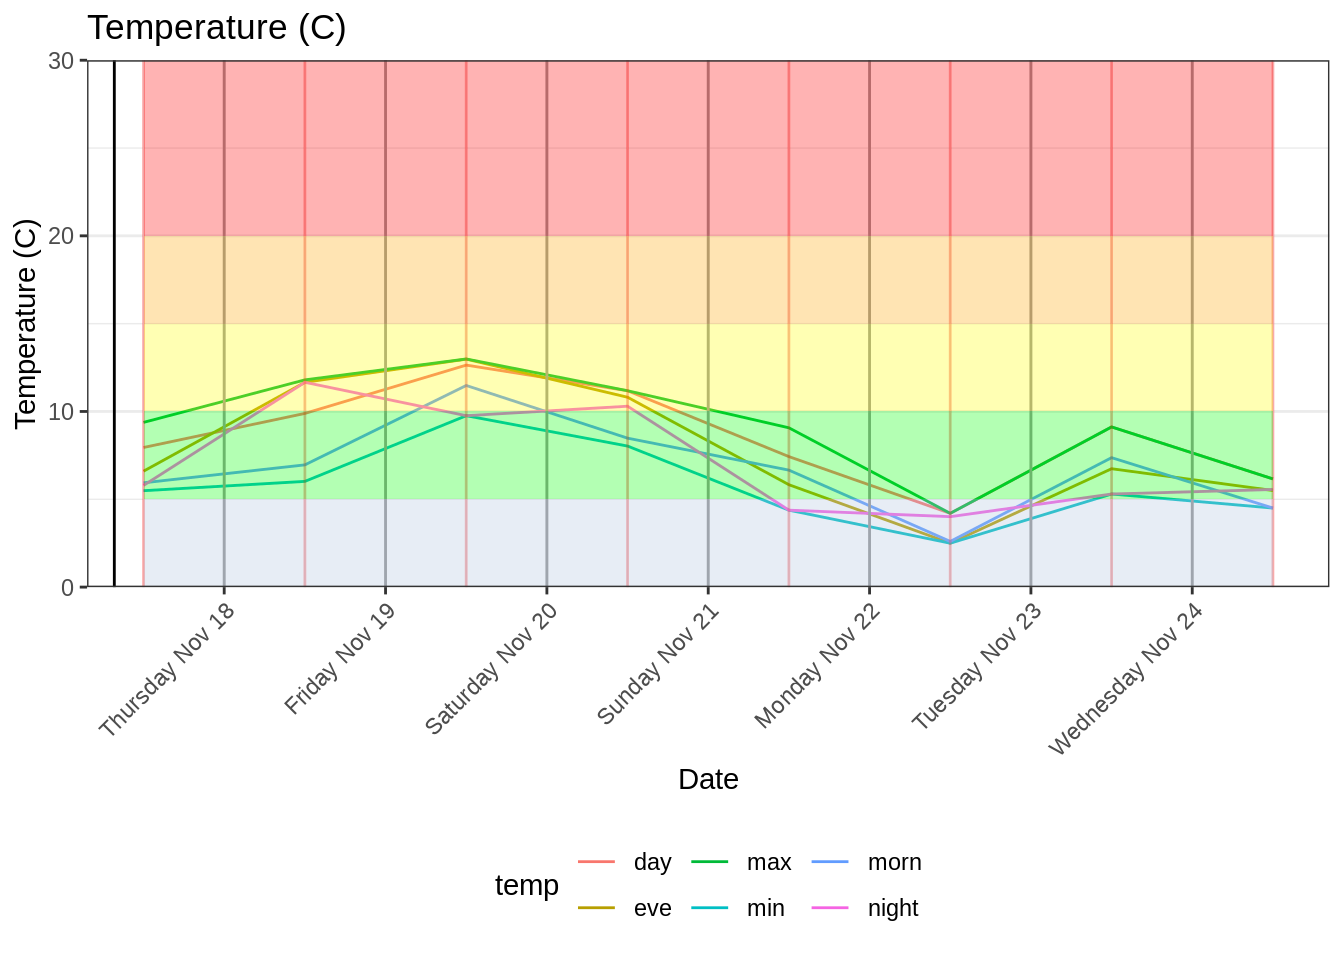 Temperature (C)
Temperature (C)
30
20
10
0
Thursday Nov 18
Friday Nov 19
Saturday Nov 20
Sunday Nov 21
Monday Nov 22
Tuesday Nov 23
Wednesday Nov 24
Date
temp
day
max
morn
eve
min
night